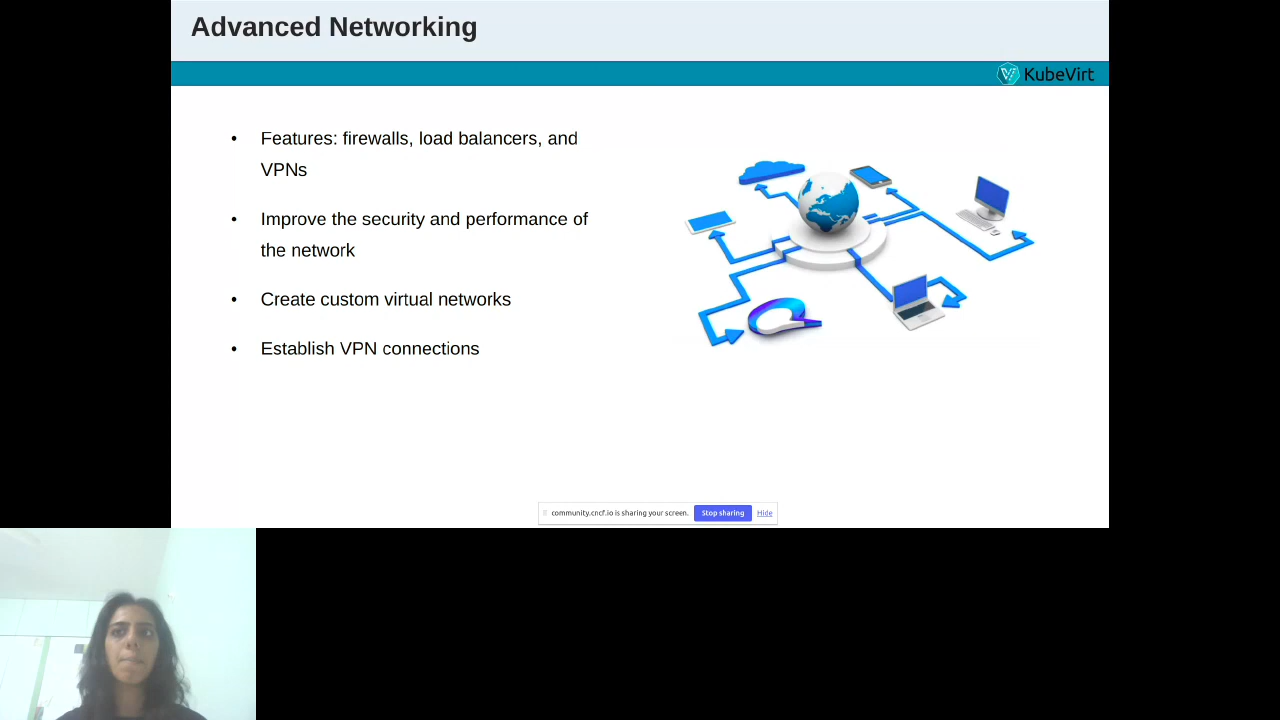 Advanced Networking
KubeVirt
• Features: firewalls, load balancers, and
VPNs
• Improve the security and performance of
the network
• Create custom virtual networks
• Establish VPN connections
community.cncf.io is sharing your screen. Stop sharing Hide